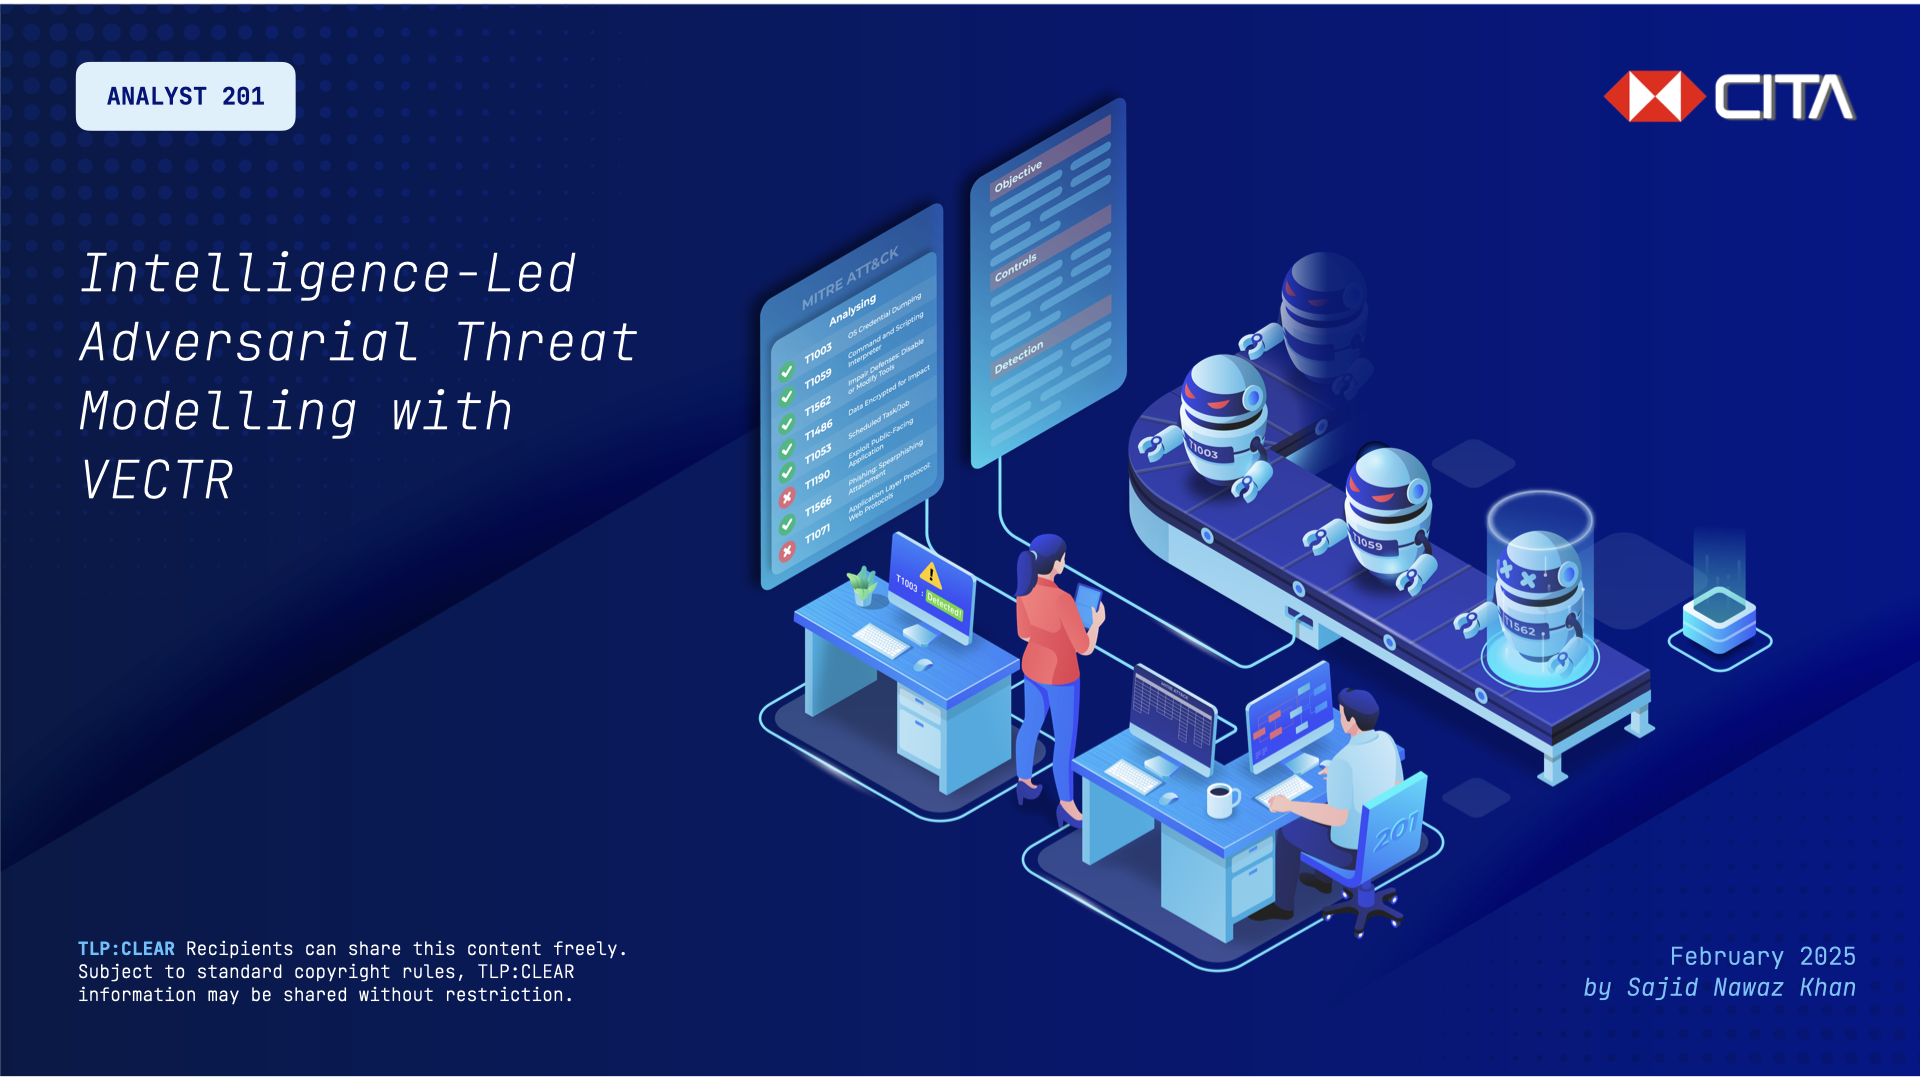 ANALYST 201
CITA
Intelligence-Led
Adversarial Threat
Modelling with
VECTR
MITRE ATT&CK
Analysing
T1003 OS Credential Dumping
T1059 Command and Scripting
Interpreter
T1562 Impair Defenses: Disable
or Modify Tools
T1486 Data Encrypted for Impact
T1053 Scheduled Task/Job
T1190 Exploit Public-Facing
Application
T1566 Phishing: Spearphishing
Attachment
T1071 Application Layer Protocol:
Web Protocols
Objective
Controls
Detection
T1003
T1059
T1562
T1003 : Detected!
MITRE ATT&CK
201
TLP:CLEAR Recipients can share this content freely.
Subject to standard copyright rules, TLP:CLEAR
information may be shared without restriction.
February 2025
by Sajid Nawaz Khan